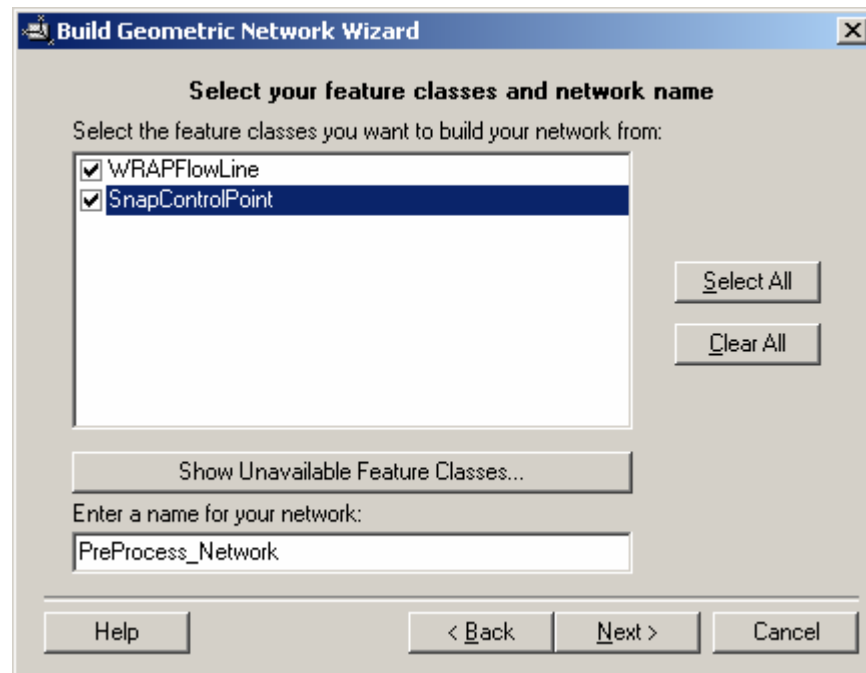 Build Geometric Network Wizard
Select your feature classes and network name
Select the feature classes you want to build your network from:
WRAPFlowLine
SnapControlPoint
Select All
Clear All
Show Unavailable Feature Classes...
Enter a name for your network:
PreProcess_Network
Help
< Back
Next >
Cancel